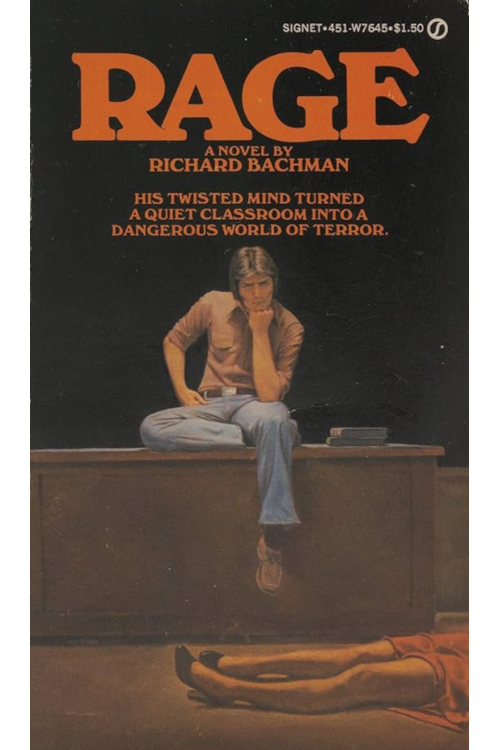 SIGNET•451-W7645•$1.50
RAGE
A NOVEL BY
RICHARD BACHMAN
HIS TWISTED MIND TURNED
A QUIET CLASSROOM INTO A
DANGEROUS WORLD OF TERROR.